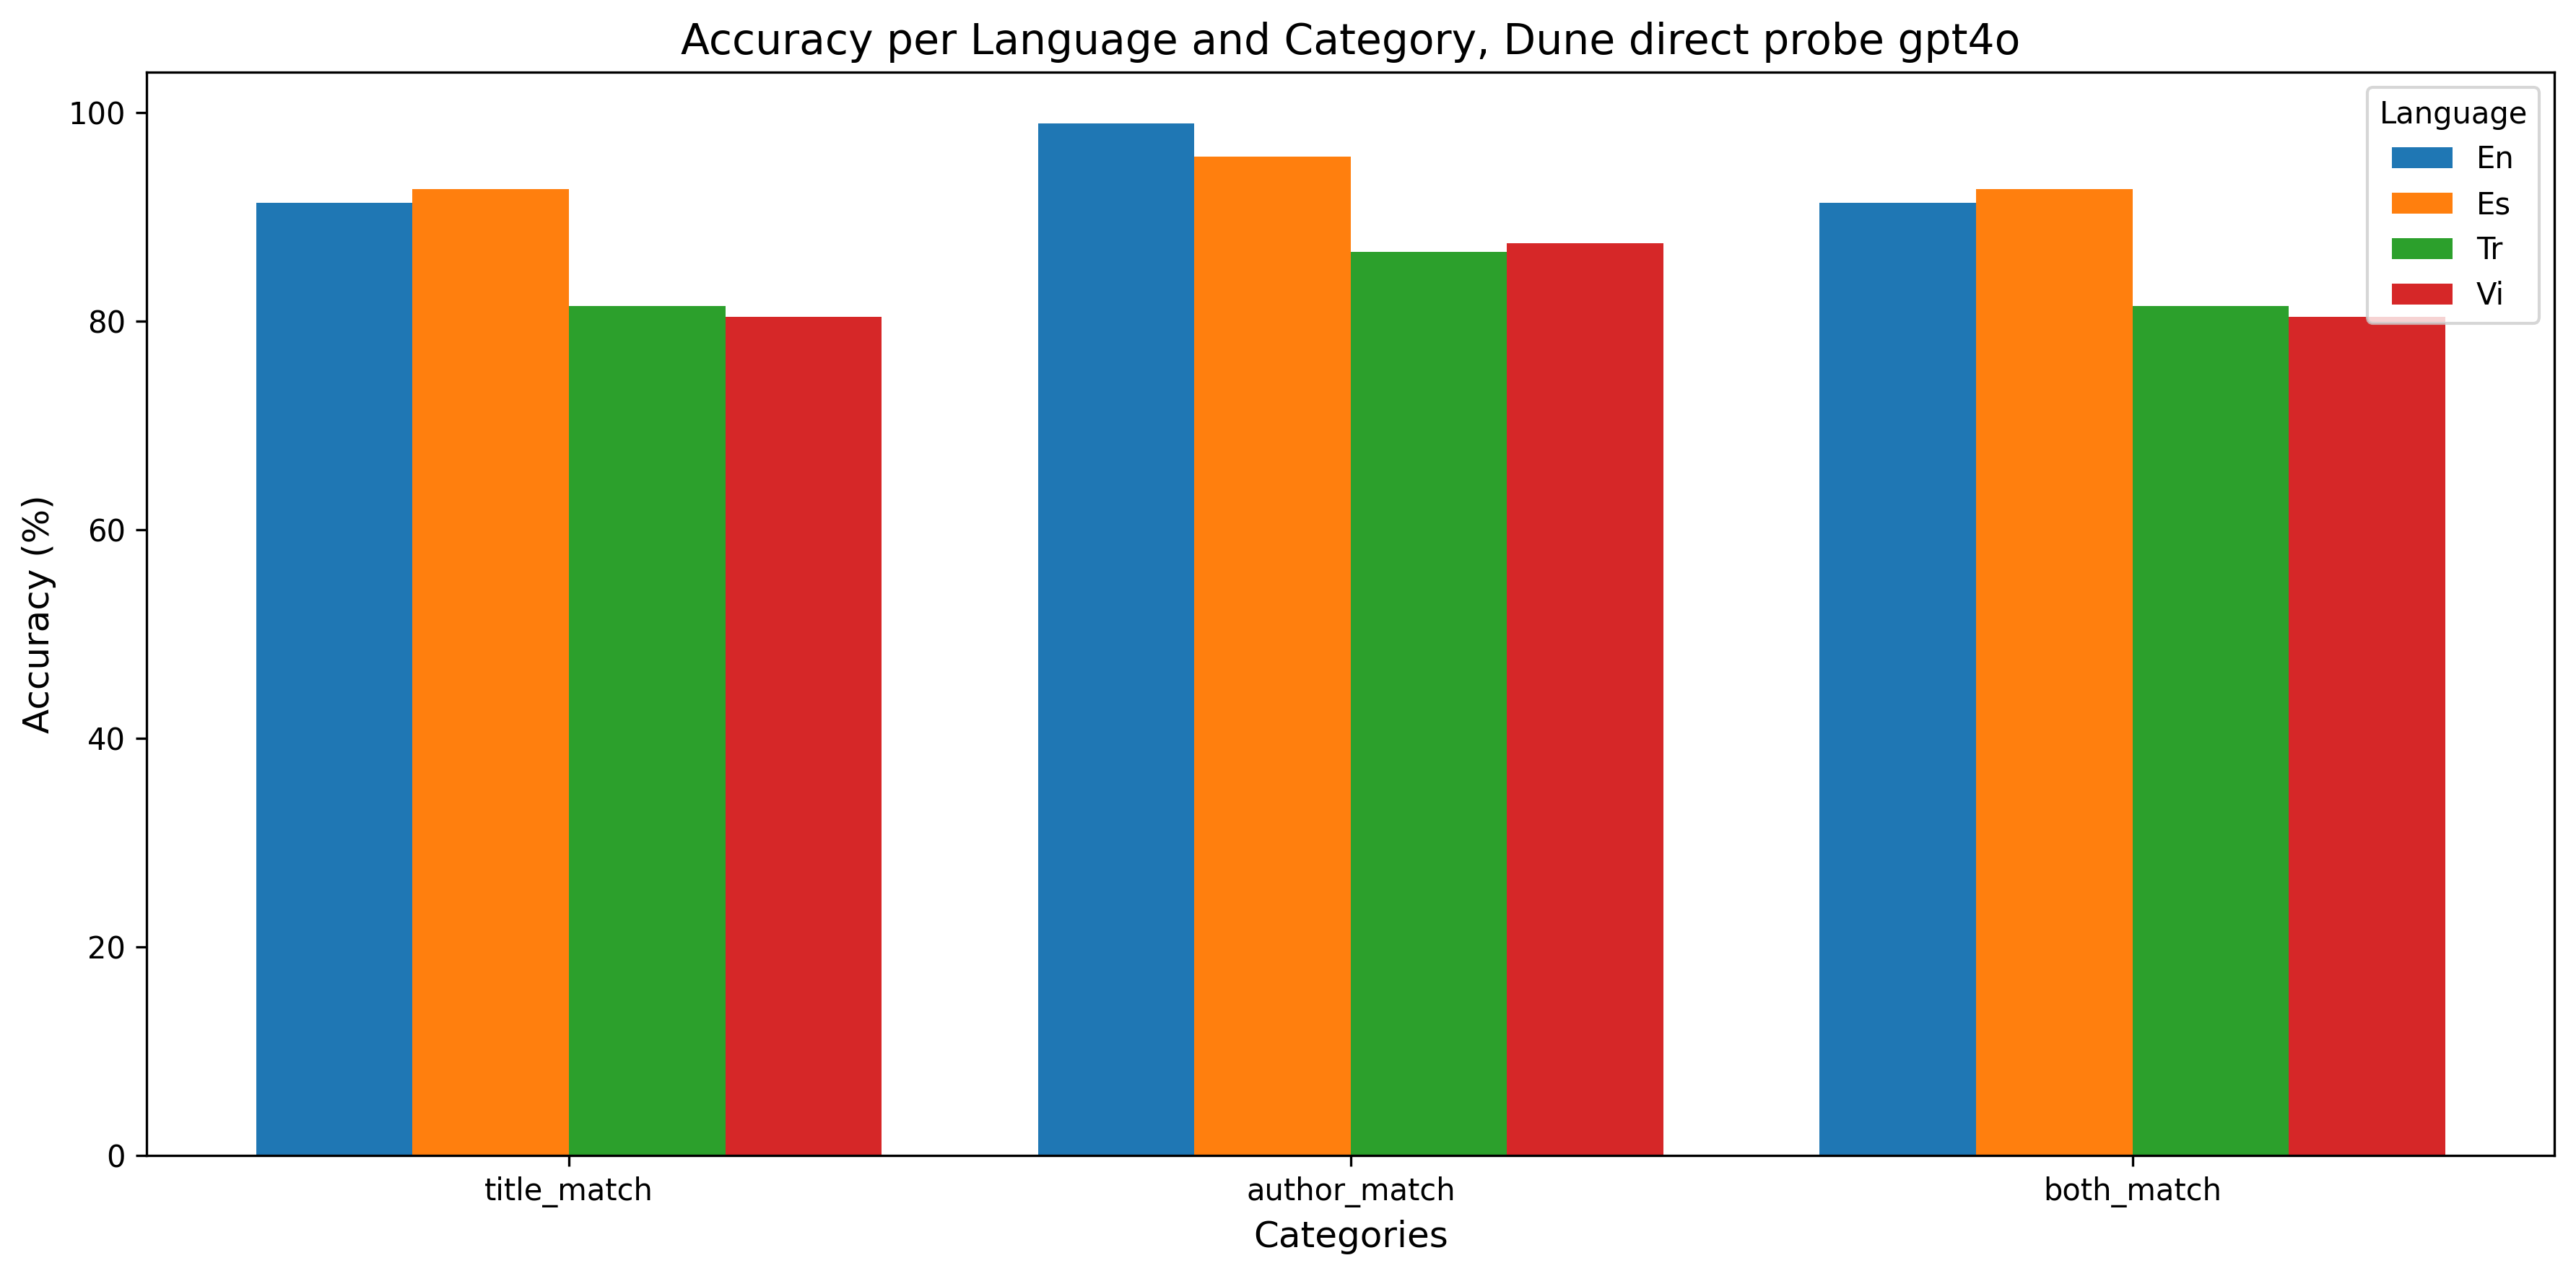 Accuracy per Language and Category, Dune direct probe gpt4o
Accuracy (%)
100
80
60
40
20
0
Language
En
Es
Tr
Vi
title_match
author_match
both_match
Categories